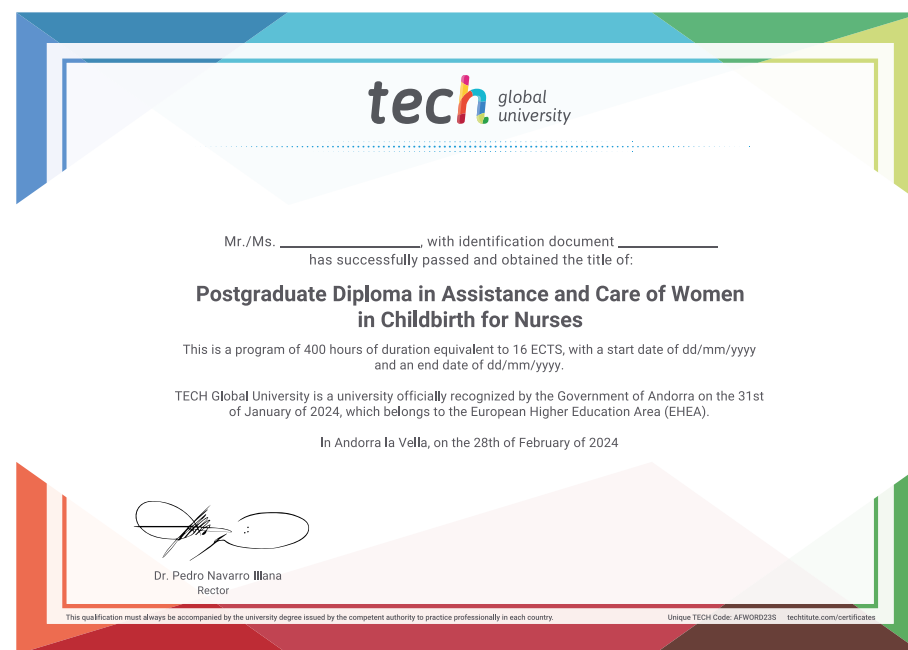 tech global
university
Mr./Ms. ____________________, with identification document ______________
has successfully passed and obtained the title of:
Postgraduate Diploma in Assistance and Care of Women
in Childbirth for Nurses
This is a program of 400 hours of duration equivalent to 16 ECTS, with a start date of dd/mm/yyyy
and an end date of dd/mm/yyyy.
TECH Global University is a university officially recognized by the Government of Andorra on the 31st
of January of 2024, which belongs to the European Higher Education Area (EHEA).
In Andorra la Vella, on the 28th of February of 2024
Dr. Pedro Navarro Illana
Rector
This qualification must always be accompanied by the university degree issued by the competent authority to practice professionally in each country. Unique TECH Code: AFWORD23S techtitute.com/certificates